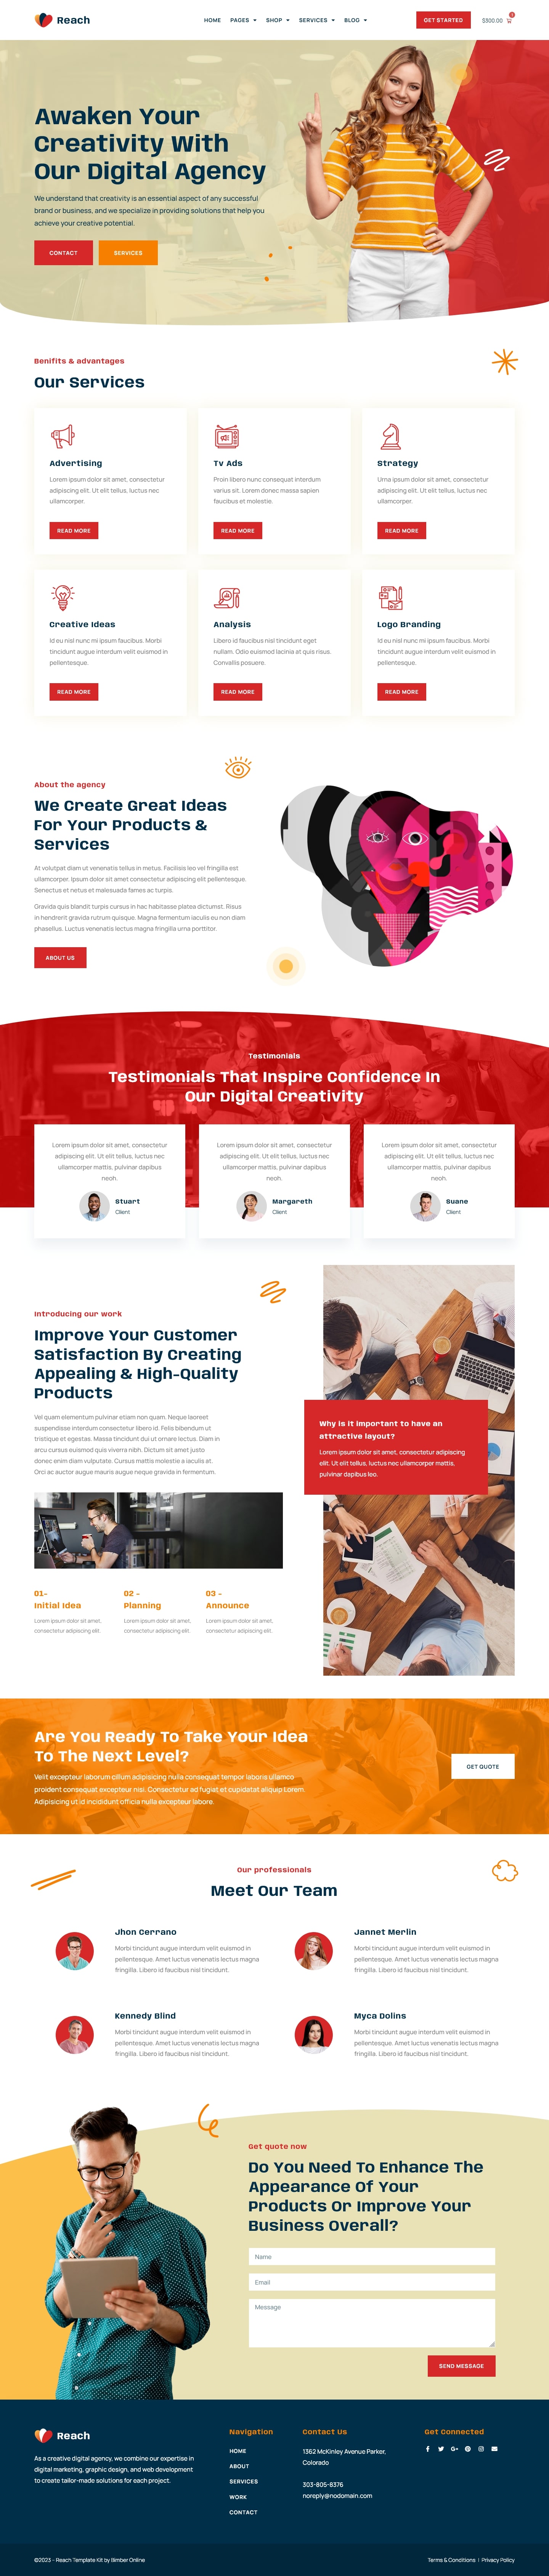 Reach
HOME PAGES SHOP SERVICES BLOG
GET STARTED
$300.00
Awaken Your
Creativity With
Our Digital Agency
We understand that creativity is an essential aspect of any successful
brand or business, and we specialize in providing solutions that help you
achieve your creative potential.
CONTACT
SERVICES
Benifits & advantages
Our Services
Advertising
Lorem ipsum dolor sit amet, consectetur
adipiscing elit. Ut elit tellus, luctus nec
ullamcorper.
READ MORE
Tv Ads
Proin libero nunc consequat interdum
varius sit. Lorem donec massa sapien
faucibus et molestie.
READ MORE
Strategy
Urna ipsum dolor sit amet, consectetur
adipiscing elit. Ut elit tellus, luctus nec
ullamcorper.
READ MORE
Creative Ideas
Id eu nisl nunc mi ipsum faucibus. Morbi
tincidunt augue interdum velit euismod in
pellentesque.
READ MORE
Analysis
Libero id faucibus nisl tincidunt eget
nullam. Odio euismod lacinia at quis risus.
Convallis posuere.
READ MORE
Logo Branding
Id eu nisl nunc mi ipsum faucibus. Morbi
tincidunt augue interdum velit euismod in
pellentesque.
READ MORE
About the agency
We Create Great Ideas
For Your Products &
Services
At volutpat diam ut venenatis tellus in metus. Facilisis leo vel fringilla est
ullamcorper. Ipsum dolor sit amet consectetur adipiscing elit pellentesque.
Senectus et netus et malesuada fames ac turpis.
Gravida quis blandit turpis cursus in hac habitasse platea dictumst. Risus
in hendrerit gravida rutrum quisque. Magna fermentum iaculis eu non diam
phasellus. Luctus venenatis lectus magna fringilla urna porttitor.
ABOUT US
Testimonials
Testimonials That Inspire Confidence In
Our Digital Creativity
Lorem ipsum dolor sit amet, consectetur
adipiscing elit. Ut elit tellus, luctus nec
ullamcorper mattis, pulvinar dapibus
neoh.
Stuart
Client
Lorem ipsum dolor sit amet, consectetur
adipiscing elit. Ut elit tellus, luctus nec
ullamcorper mattis, pulvinar dapibus
neoh.
Margareth
Client
Lorem ipsum dolor sit amet, consectetur
adipiscing elit. Ut elit tellus, luctus nec
ullamcorper mattis, pulvinar dapibus
neoh.
Suane
Client
Introducing our work
Improve Your Customer
Satisfaction By Creating
Appealing & High-Quality
Products
Vel quam elementum pulvinar etiam non quam. Neque laoreet
suspendisse interdum consectetur libero id. Felis bibendum ut
tristique et egestas. Massa tincidunt dui ut ornare lectus. Diam in
arcu cursus euismod quis viverra nibh. Dictum sit amet justo
donec enim diam vulputate. Cursus mattis molestie a iaculis at.
Orci ac auctor augue mauris augue neque gravida in fermentum.
Why is it important to have an
attractive layout?
Lorem ipsum dolor sit amet, consectetur adipiscing
elit. Ut elit tellus, luctus nec ullamcorper mattis,
pulvinar dapibus leo.
01-
Initial Idea
Lorem ipsum dolor sit amet,
consectetur adipiscing elit.
02 -
Planning
Lorem ipsum dolor sit amet,
consectetur adipiscing elit.
03 -
Announce
Lorem ipsum dolor sit amet,
consectetur adipiscing elit.
Are You Ready To Take Your Idea
To The Next Level?
Velit excepteur laborum cillum adipisicing nulla consequat tempor laboris ullamco
proident consequat excepteur nisi. Consectetur ad fugiat et cupidatat aliquip Lorem.
Adipisicing ut id incididunt officia nulla excepteur labore.
GET QUOTE
Our professionals
Meet Our Team
Jhon Cerrano
Morbi tincidunt augue interdum velit euismod in
pellentesque. Amet luctus venenatis lectus magna
fringilla. Libero id faucibus nisl tincidunt.
Jannet Merlin
Morbi tincidunt augue interdum velit euismod in
pellentesque. Amet luctus venenatis lectus magna
fringilla. Libero id faucibus nisl tincidunt.
Kennedy Blind
Morbi tincidunt augue interdum velit euismod in
pellentesque. Amet luctus venenatis lectus magna
fringilla. Libero id faucibus nisl tincidunt.
Myca Dolins
Morbi tincidunt augue interdum velit euismod in
pellentesque. Amet luctus venenatis lectus magna
fringilla. Libero id faucibus nisl tincidunt.
Get quote now
Do You Need To Enhance The
Appearance Of Your
Products Or Improve Your
Business Overall?
Name
Email
Message
SEND MESSAGE
Reach
As a creative digital agency, we combine our expertise in
digital marketing, graphic design, and web development
to create tailor-made solutions for each project.
Navigation
HOME
ABOUT
SERVICES
WORK
CONTACT
Contact Us
1362 McKinley Avenue Parker,
Colorado
303-805-8376
noreply@nodomain.com
Get Connected
©2023 - Reach Template Kit by Bimber Online
Terms & Conditions | Privacy Policy